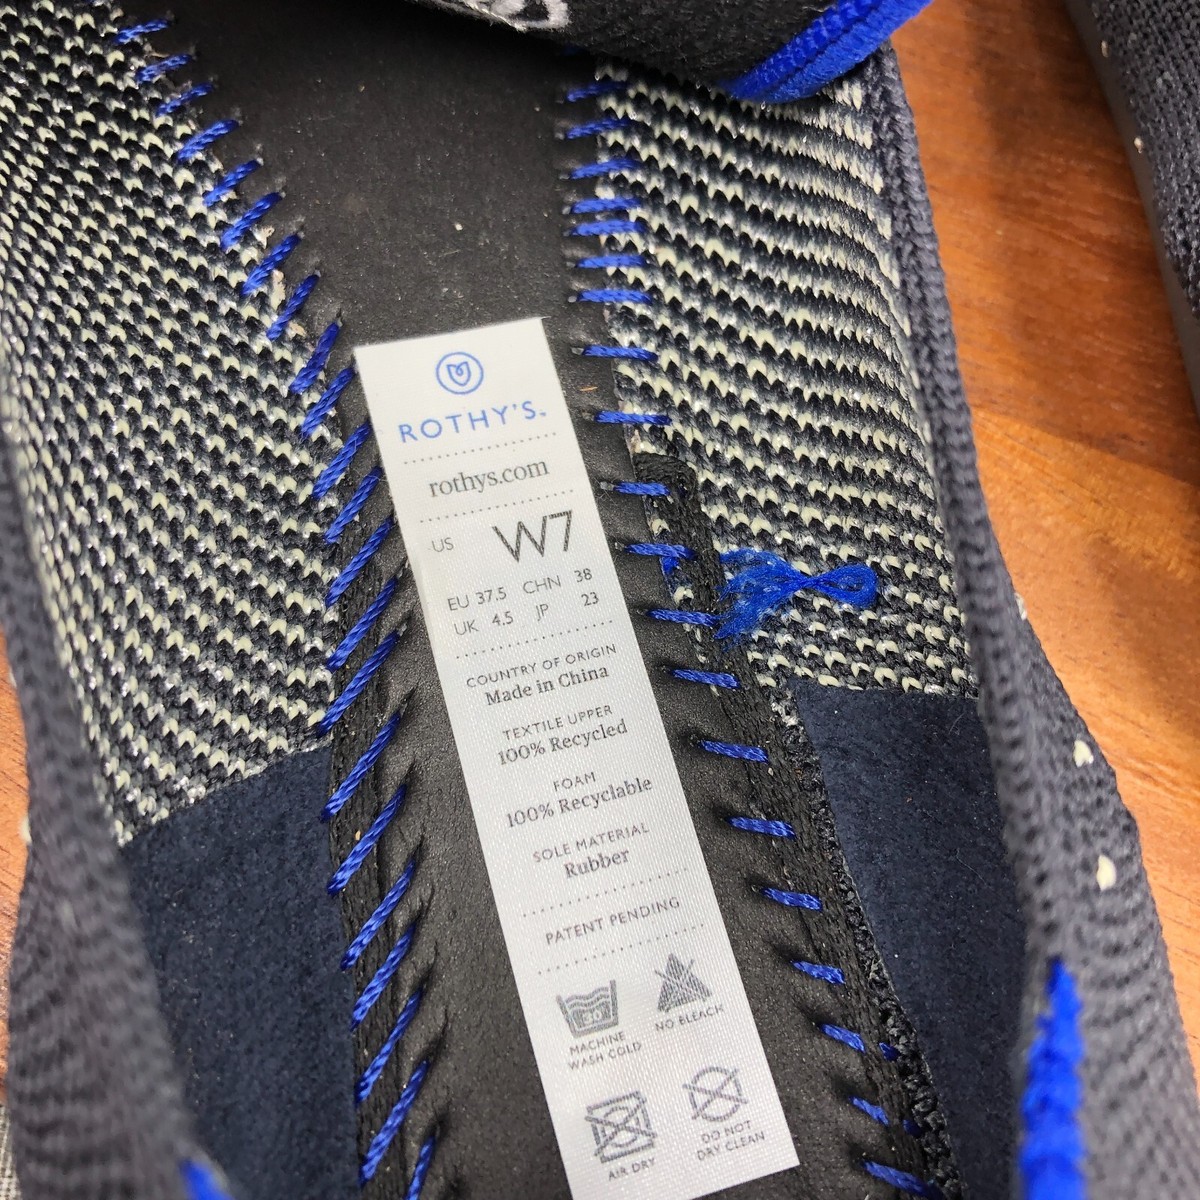 ROTHY'S.
rothys.com
US W7
EU 37.5 CHN 38
UK 4.5 JP 23
COUNTRY OF ORIGIN
Made in China
TEXTILE UPPER
100% Recycled
FOAM
100% Recyclable
SOLE MATERIAL
Rubber
PATENT PENDING
30
MACHINE
WASH COLD
NO BLEACH
AIR DRY
DO NOT
DRY CLEAN